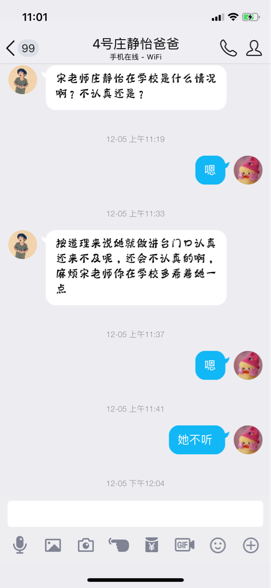 11:01
99
4号庄静怡爸爸
手机在线 - WiFi
宋老师庄静怡在学校是什么情况
啊？不认真还是？
12-05 上午11:19
嗯
12-05 上午11:33
按道理来说她就做讲台门口认真
还来不及呢，还会不认真的啊，
麻烦宋老师你在学校多看着她一
点
12-05 上午11:37
嗯
12-05 上午11:41
她不听
12-05 下午12:04
GIF